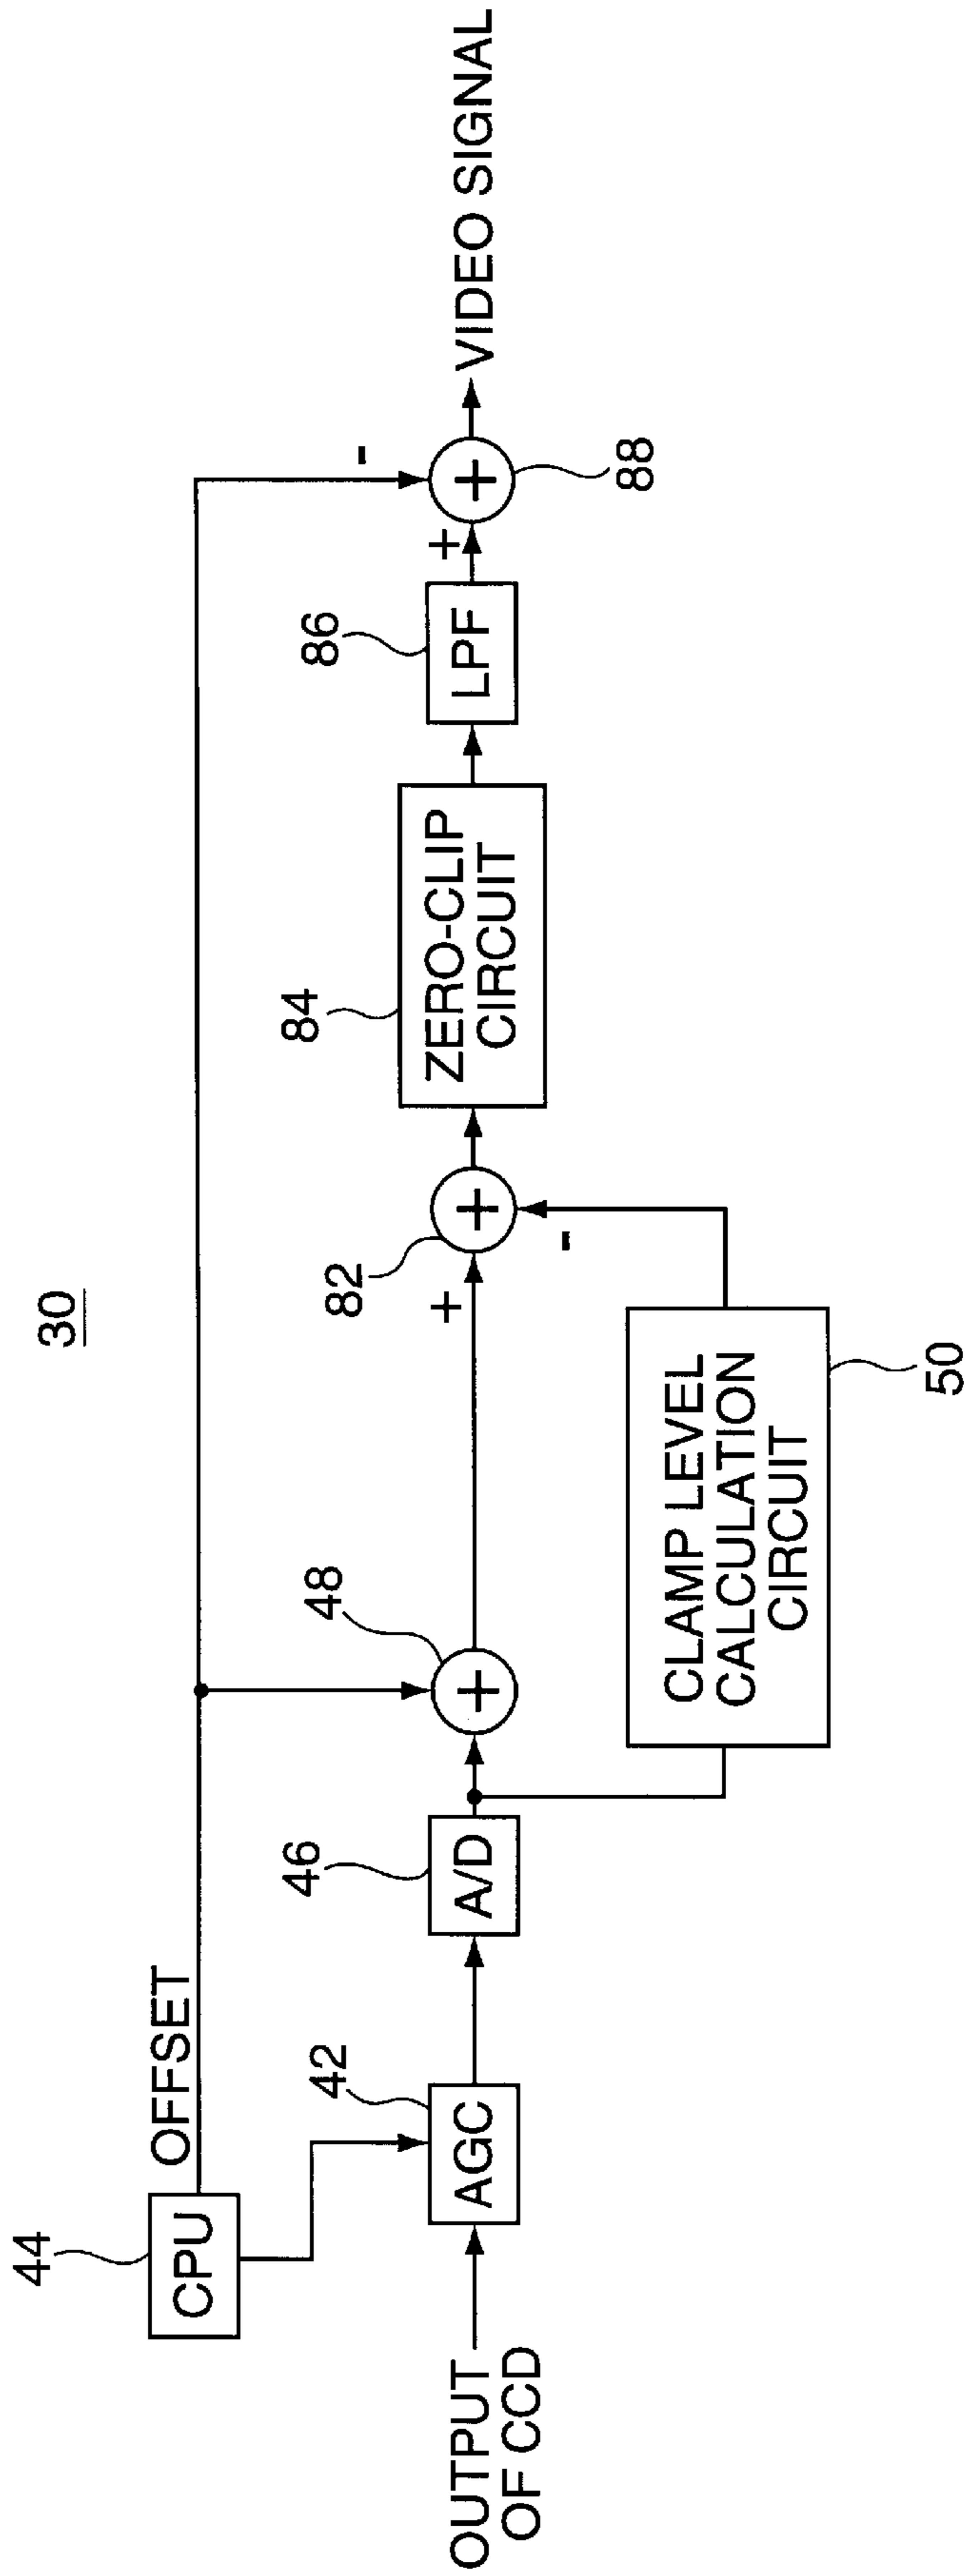 30
44
CPU
OFFSET
OUTPUT
OF CCD
AGC
42
A/D
46
+
48
CLAMP LEVEL
CALCULATION
CIRCUIT
50
+
-
+
82
ZERO-CLIP
CIRCUIT
84
LPF
86
+
-
+
88
VIDEO SIGNAL